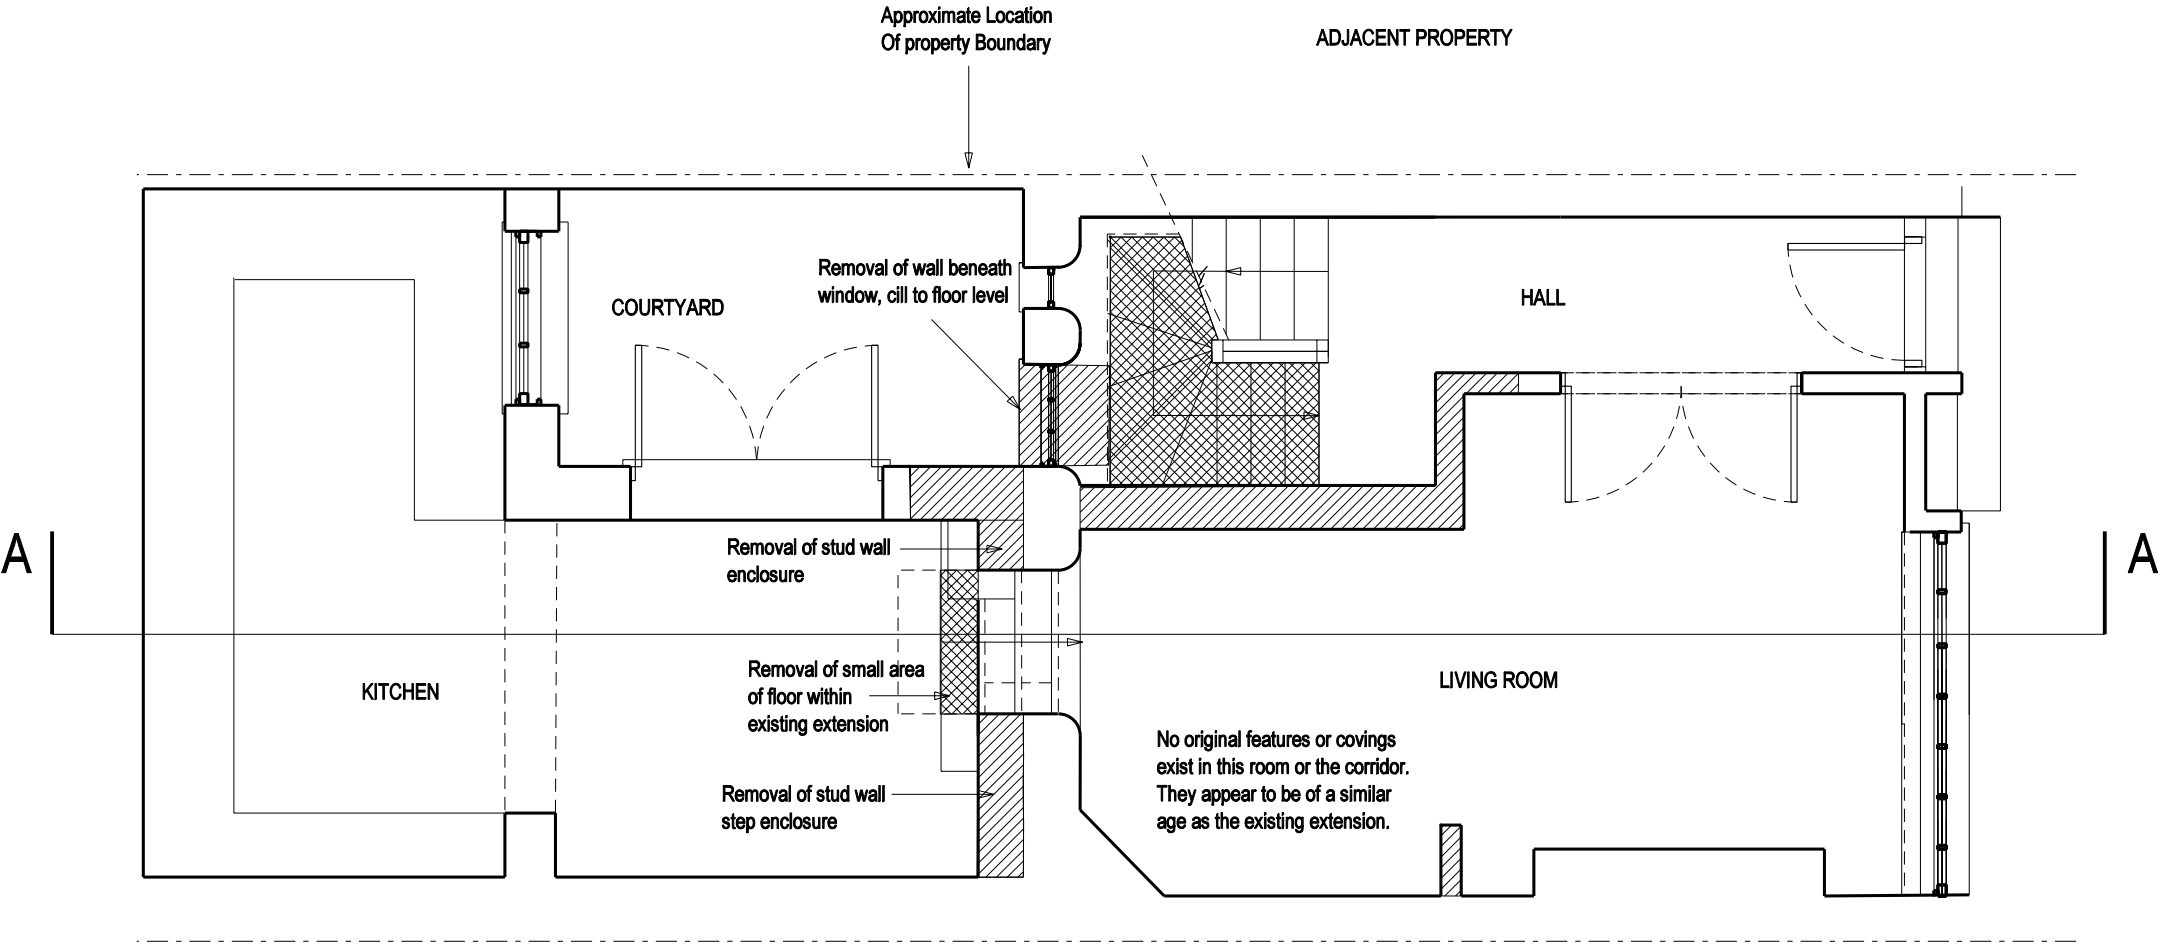 Approximate Location
Of property Boundary
ADJACENT PROPERTY
Removal of wall beneath
window, cill to floor level
COURTYARD
HALL
A
A
Removal of stud wall
enclosure
Removal of small area
of floor within
existing extension
KITCHEN
LIVING ROOM
No original features or covings
exist in this room or the corridor.
They appear to be of a similar
age as the existing extension.
Removal of stud wall
step enclosure